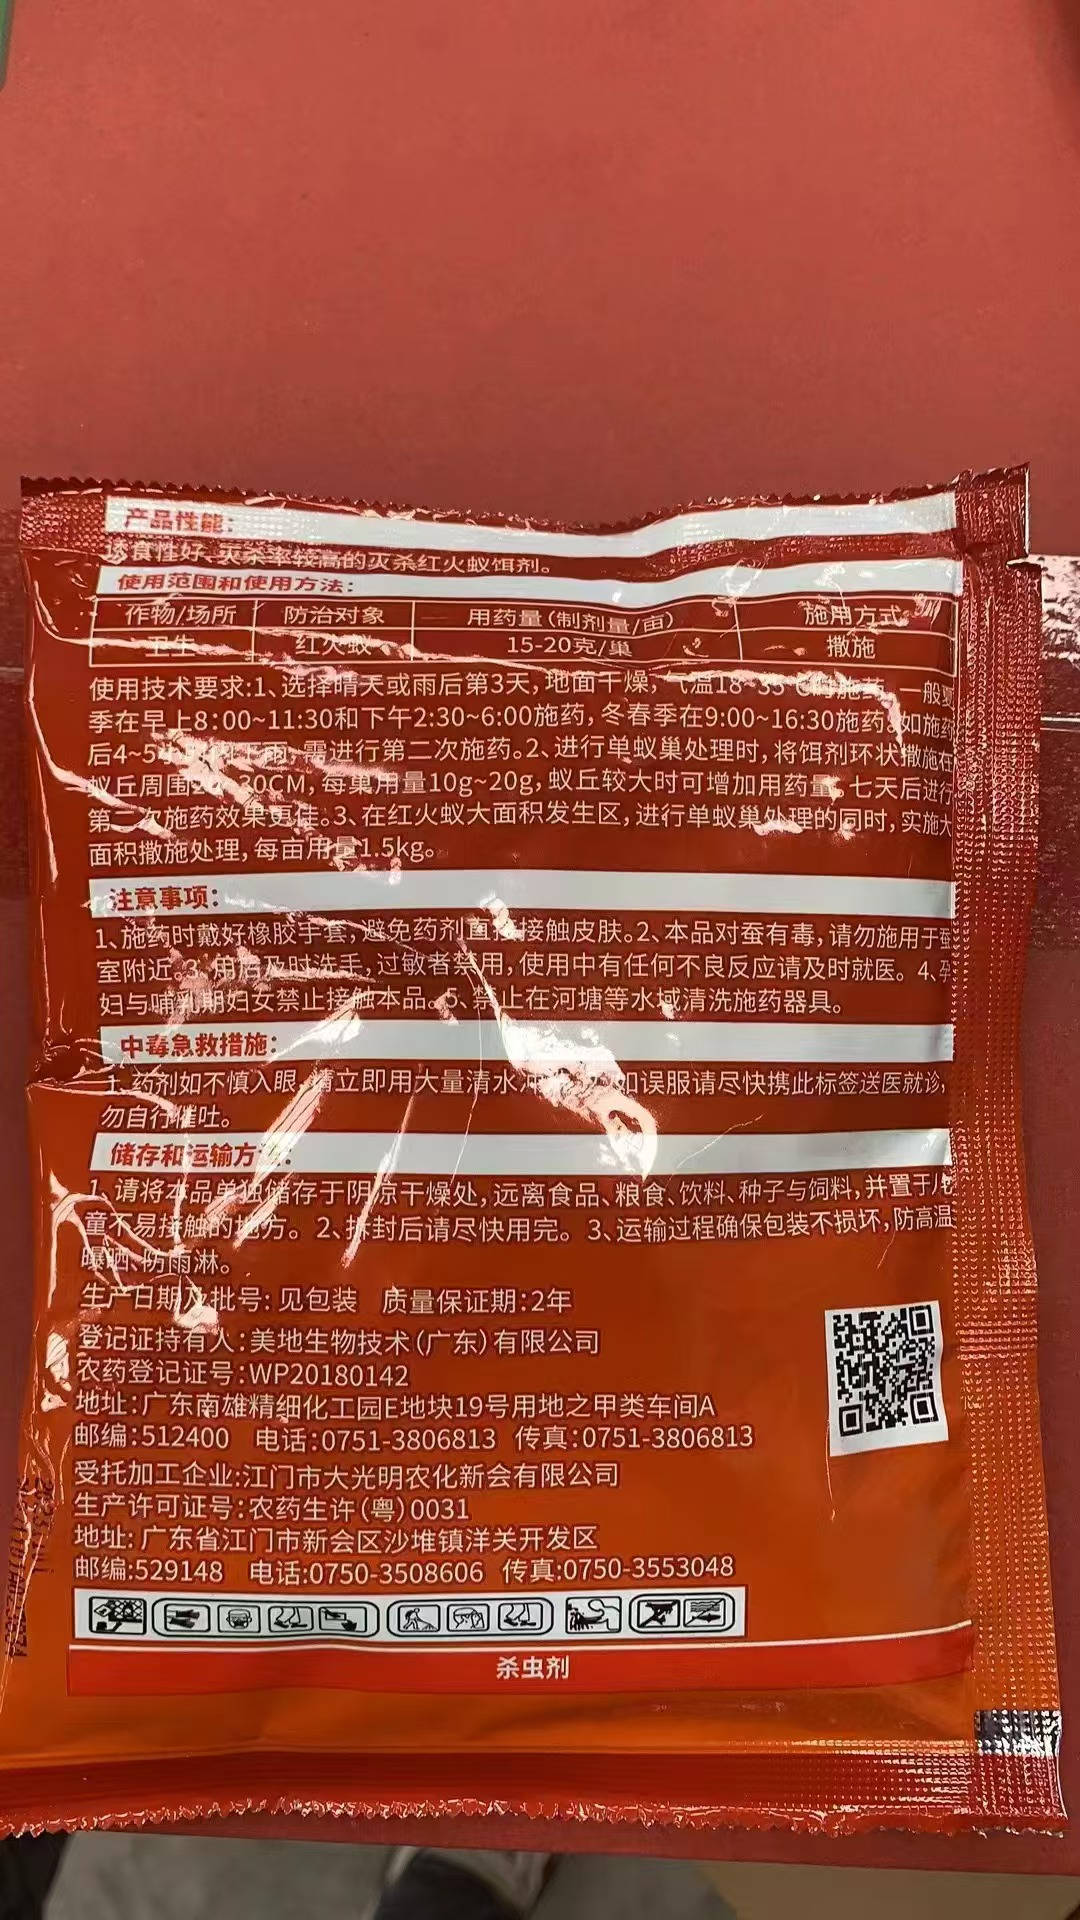 产品性能：
诱食性好、灭杀率较高的灭杀红火蚁饵剂。
使用范围和使用方法：
作物/场所 防治对象 用药量（制剂量/亩） 施用方式
卫生 红火蚁 15-20克/巢 撒施
使用技术要求:1、选择晴天或雨后第3天，地面干燥，气温18~35℃时施药，一般夏
季在早上8:00~11:30和下午2:30~6:00施药，冬春季在9:00~16:30施药。如施药
后4~5 雨，需进行第二次施药。2、进行单蚁巢处理时，将饵剂环状撒施在
蚁丘周围 30CM，每巢用量10g~20g，蚁丘较大时可增加用药量。七天后进行
第二次施药效果更佳。3、在红火蚁大面积发生区，进行单蚁巢处理的同时，实施大
面积撒施处理，每亩用量1.5kg。
注意事项：
1、施药时戴好橡胶手套，避免药剂直接接触皮肤。2、本品对蚕有毒，请勿施用于蚕
室附近。3、用后及时洗手，过敏者禁用，使用中有任何不良反应请及时就医。4、孕
妇与哺乳期妇女禁止接触本品。5、禁止在河塘等水域清洗施药器具。
中毒急救措施：
1、药剂如不慎入眼，请立即用大量清水冲 如误服请尽快携此标签送医就诊，
勿自行催吐。
储存和运输方法：
1、请将本品单独储存于阴凉干燥处，远离食品、粮食、饮料、种子与饲料，并置于儿
童不易接触的地方。 2、拆封后请尽快用完。 3、运输过程确保包装不损坏，防高温
曝晒、防雨淋。
生产日期及批号：见包装 质量保证期：2年
登记证持有人：美地生物技术（广东）有限公司
农药登记证号：WP20180142
地址：广东南雄精细化工园E地块19号用地之甲类车间A
邮编：512400 电话：0751-3806813 传真：0751-3806813
受托加工企业:江门市大光明农化新会有限公司
生产许可证号：农药生许（粤）0031
地址：广东省江门市新会区沙堆镇洋关开发区
邮编:529148 电话:0750-3508606 传真:0750-3553048
杀虫剂